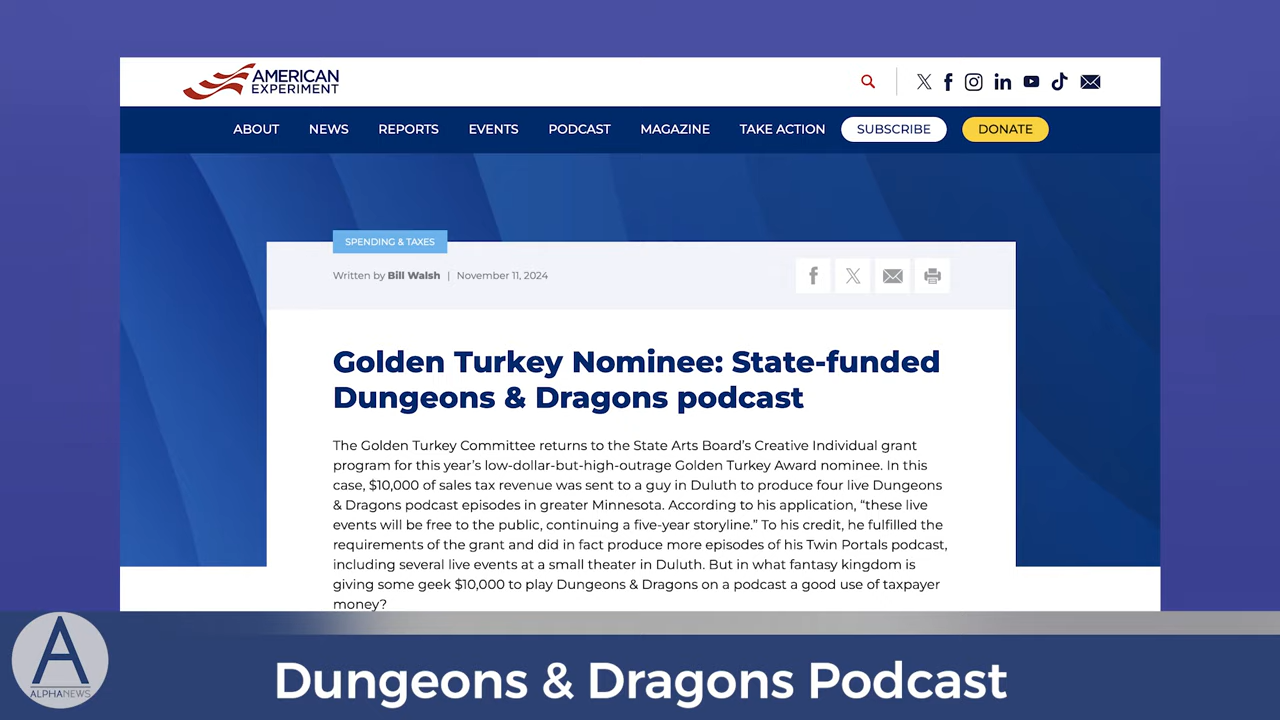 AMERICAN
EXPERIMENT
ABOUT NEWS REPORTS EVENTS PODCAST MAGAZINE TAKE ACTION SUBSCRIBE DONATE
SPENDING & TAXES
Written by Bill Walsh | November 11, 2024
Golden Turkey Nominee: State-funded
Dungeons & Dragons podcast
The Golden Turkey Committee returns to the State Arts Board's Creative Individual grant
program for this year's low-dollar-but-high-outrage Golden Turkey Award nominee. In this
case, $10,000 of sales tax revenue was sent to a guy in Duluth to produce four live Dungeons
& Dragons podcast episodes in greater Minnesota. According to his application, “these live
events will be free to the public, continuing a five-year storyline.” To his credit, he fulfilled the
requirements of the grant and did in fact produce more episodes of his Twin Portals podcast,
including several live events at a small theater in Duluth. But in what fantasy kingdom is
giving some geek $10,000 to play Dungeons & Dragons on a podcast a good use of taxpayer
money?
A
ALPHANEWS
Dungeons & Dragons Podcast